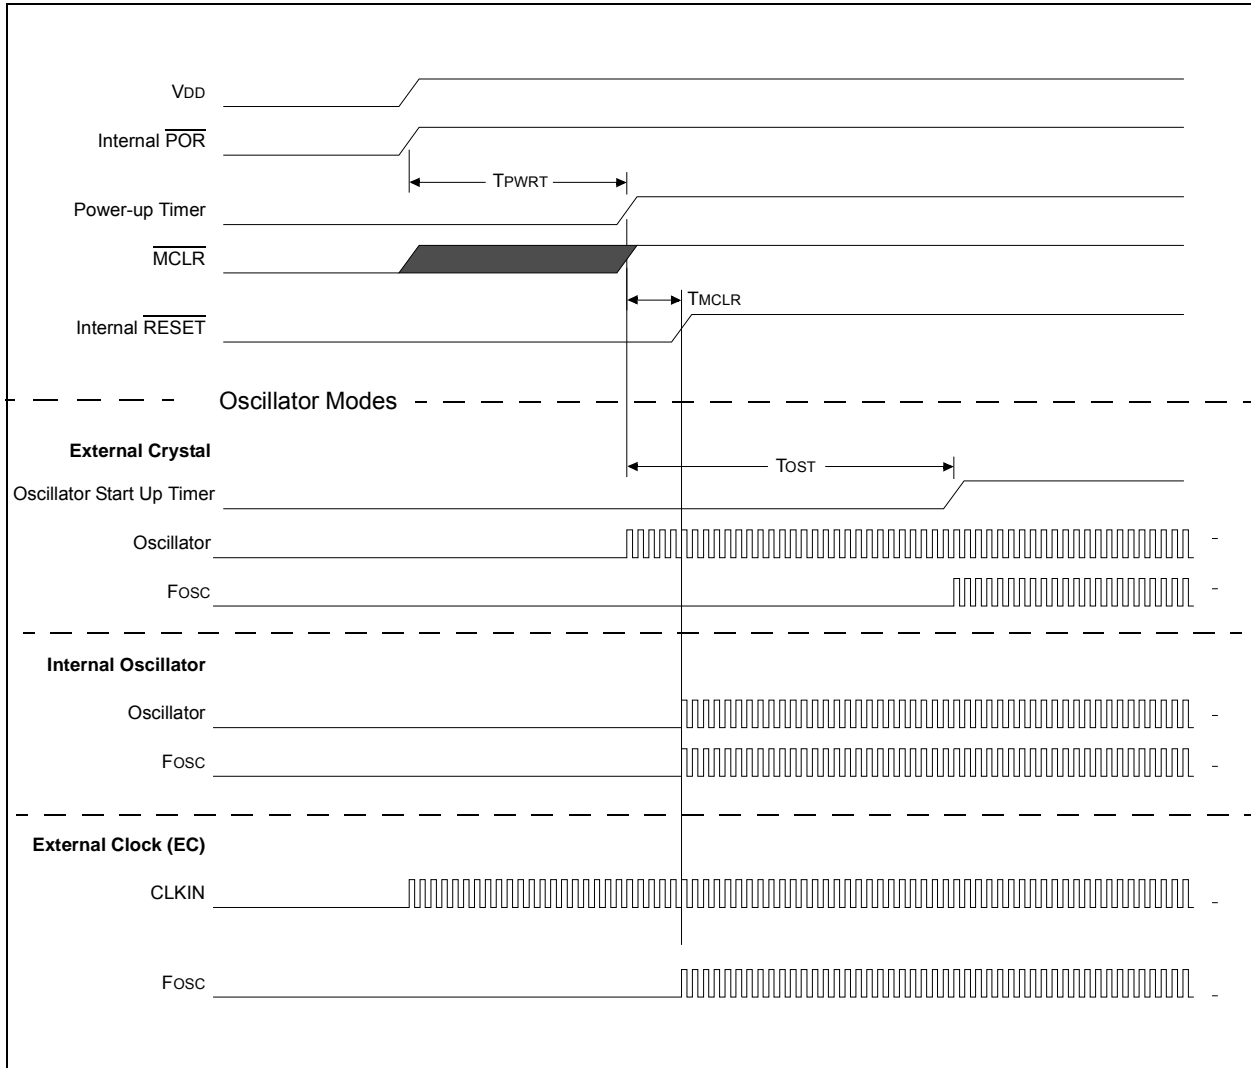 VDD
Internal POR
TPWRT
Power-up Timer
MCLR
TMCLR
Internal RESET
Oscillator Modes
External Crystal
TOST
Oscillator Start Up Timer
Oscillator
FOSC
Internal Oscillator
Oscillator
FOSC
External Clock (EC)
CLKIN
FOSC